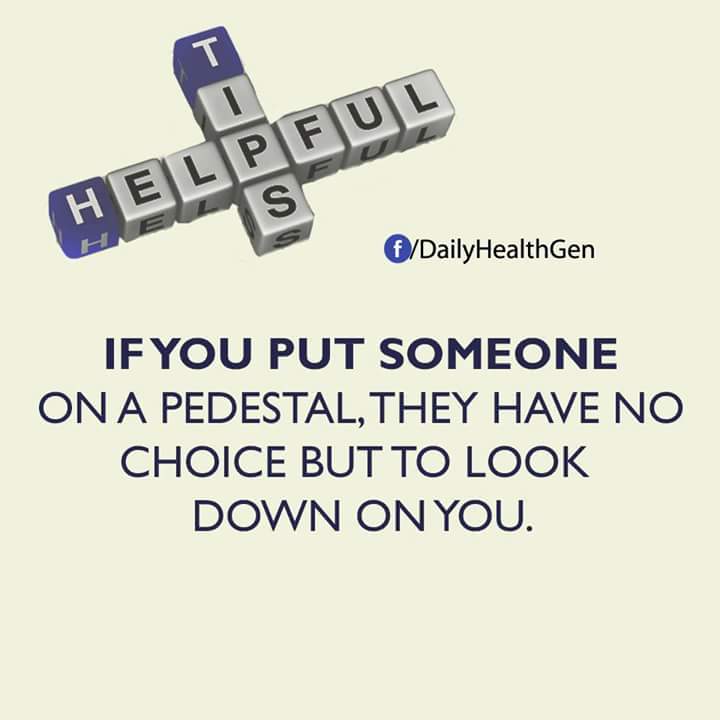 TIPS
HELPFUL
f/DailyHealthGen
IF YOU PUT SOMEONE
ON A PEDESTAL, THEY HAVE NO
CHOICE BUT TO LOOK
DOWN ON YOU.